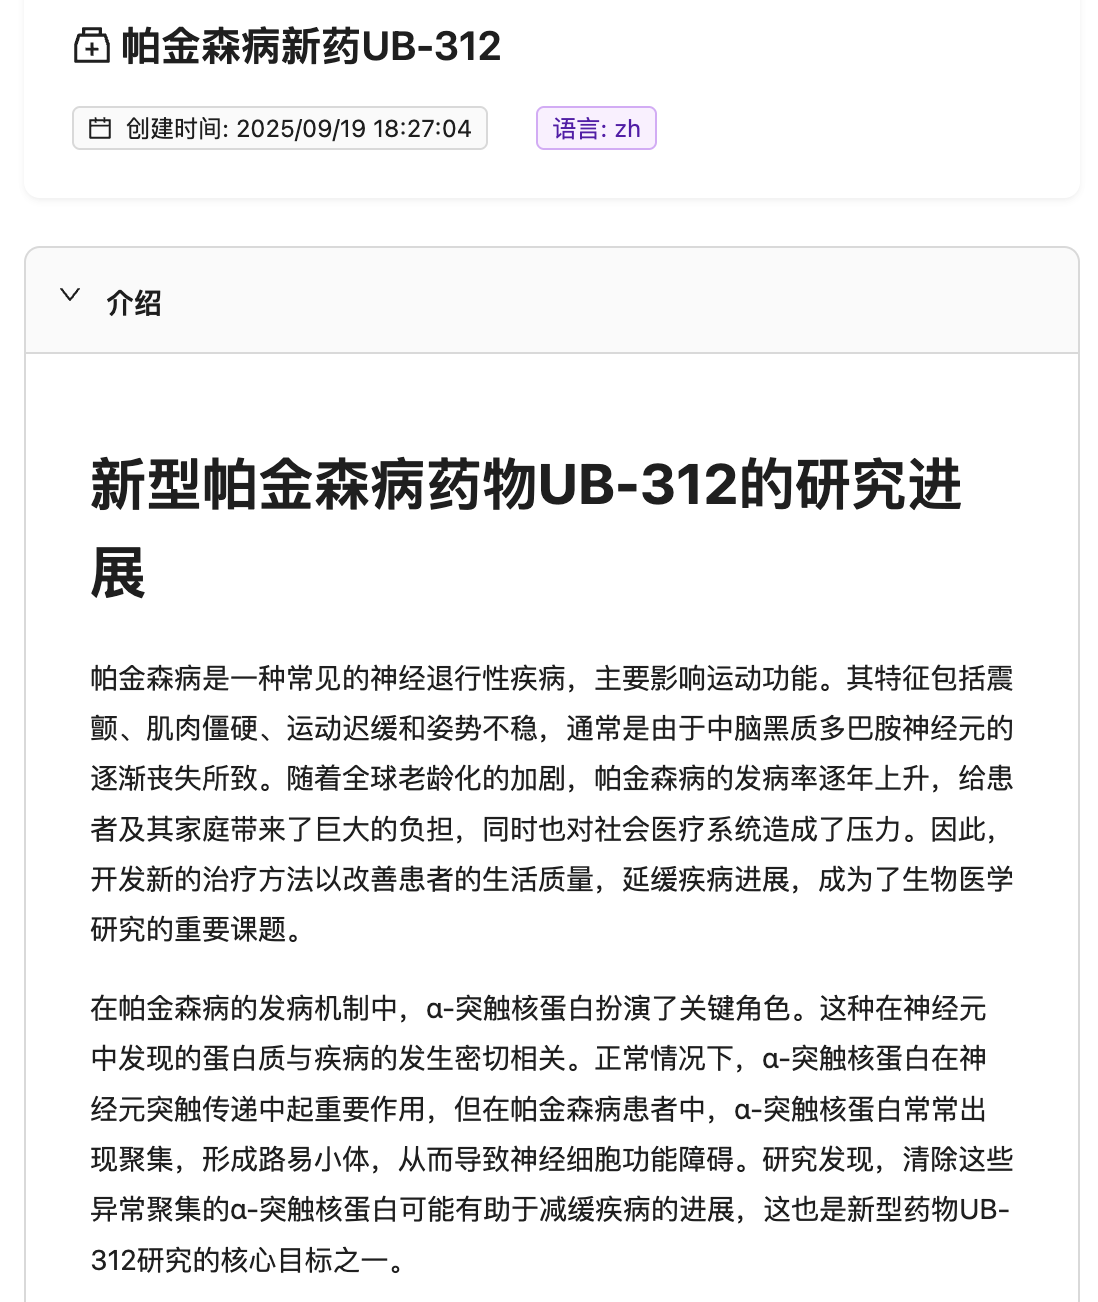 帕金森病新药UB-312
创建时间: 2025/09/19 18:27:04
语言: zh
介绍
新型帕金森病药物UB-312的研究进
展
帕金森病是一种常见的神经退行性疾病，主要影响运动功能。其特征包括震
颤、肌肉僵硬、运动迟缓和姿势不稳，通常是由于中脑黑质多巴胺神经元的
逐渐丧失所致。随着全球老龄化的加剧，帕金森病的发病率逐年上升，给患
者及其家庭带来了巨大的负担，同时也对社会医疗系统造成了压力。因此，
开发新的治疗方法以改善患者的生活质量，延缓疾病进展，成为了生物医学
研究的重要课题。
在帕金森病的发病机制中，α-突触核蛋白扮演了关键角色。这种在神经元
中发现的蛋白质与疾病的发生密切相关。正常情况下，α-突触核蛋白在神
经元突触传递中起重要作用，但在帕金森病患者中，α-突触核蛋白常常出
现聚集，形成路易小体，从而导致神经细胞功能障碍。研究发现，清除这些
异常聚集的α-突触核蛋白可能有助于减缓疾病的进展，这也是新型药物UB-
312研究的核心目标之一。